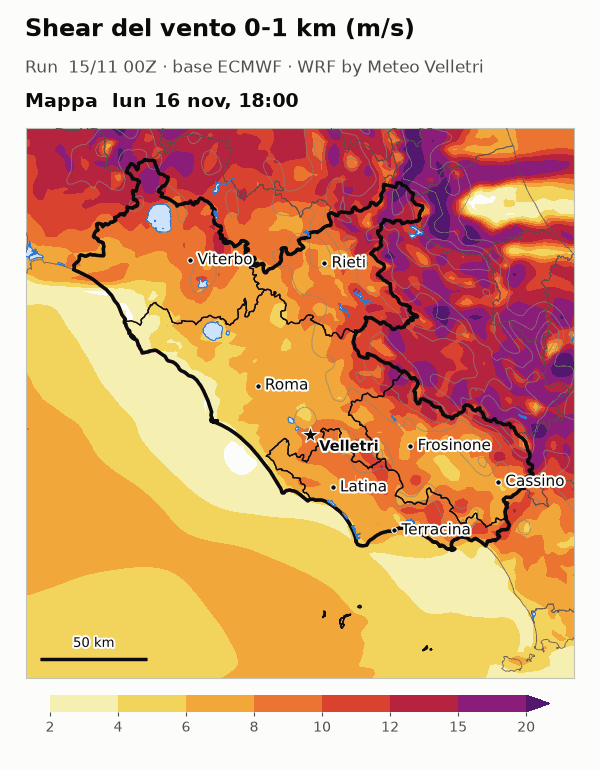 Shear del vento 0-1 km (m/s)
Run  15/11 00Z · base ECMWF · WRF by Meteo Velletri
Mappa  lun 16 nov, 18:00
Viterbo
Rieti
Roma
Velletri
Frosinone
Latina
Cassino
Terracina
50 km
2 4 6 8 10 12 15 20